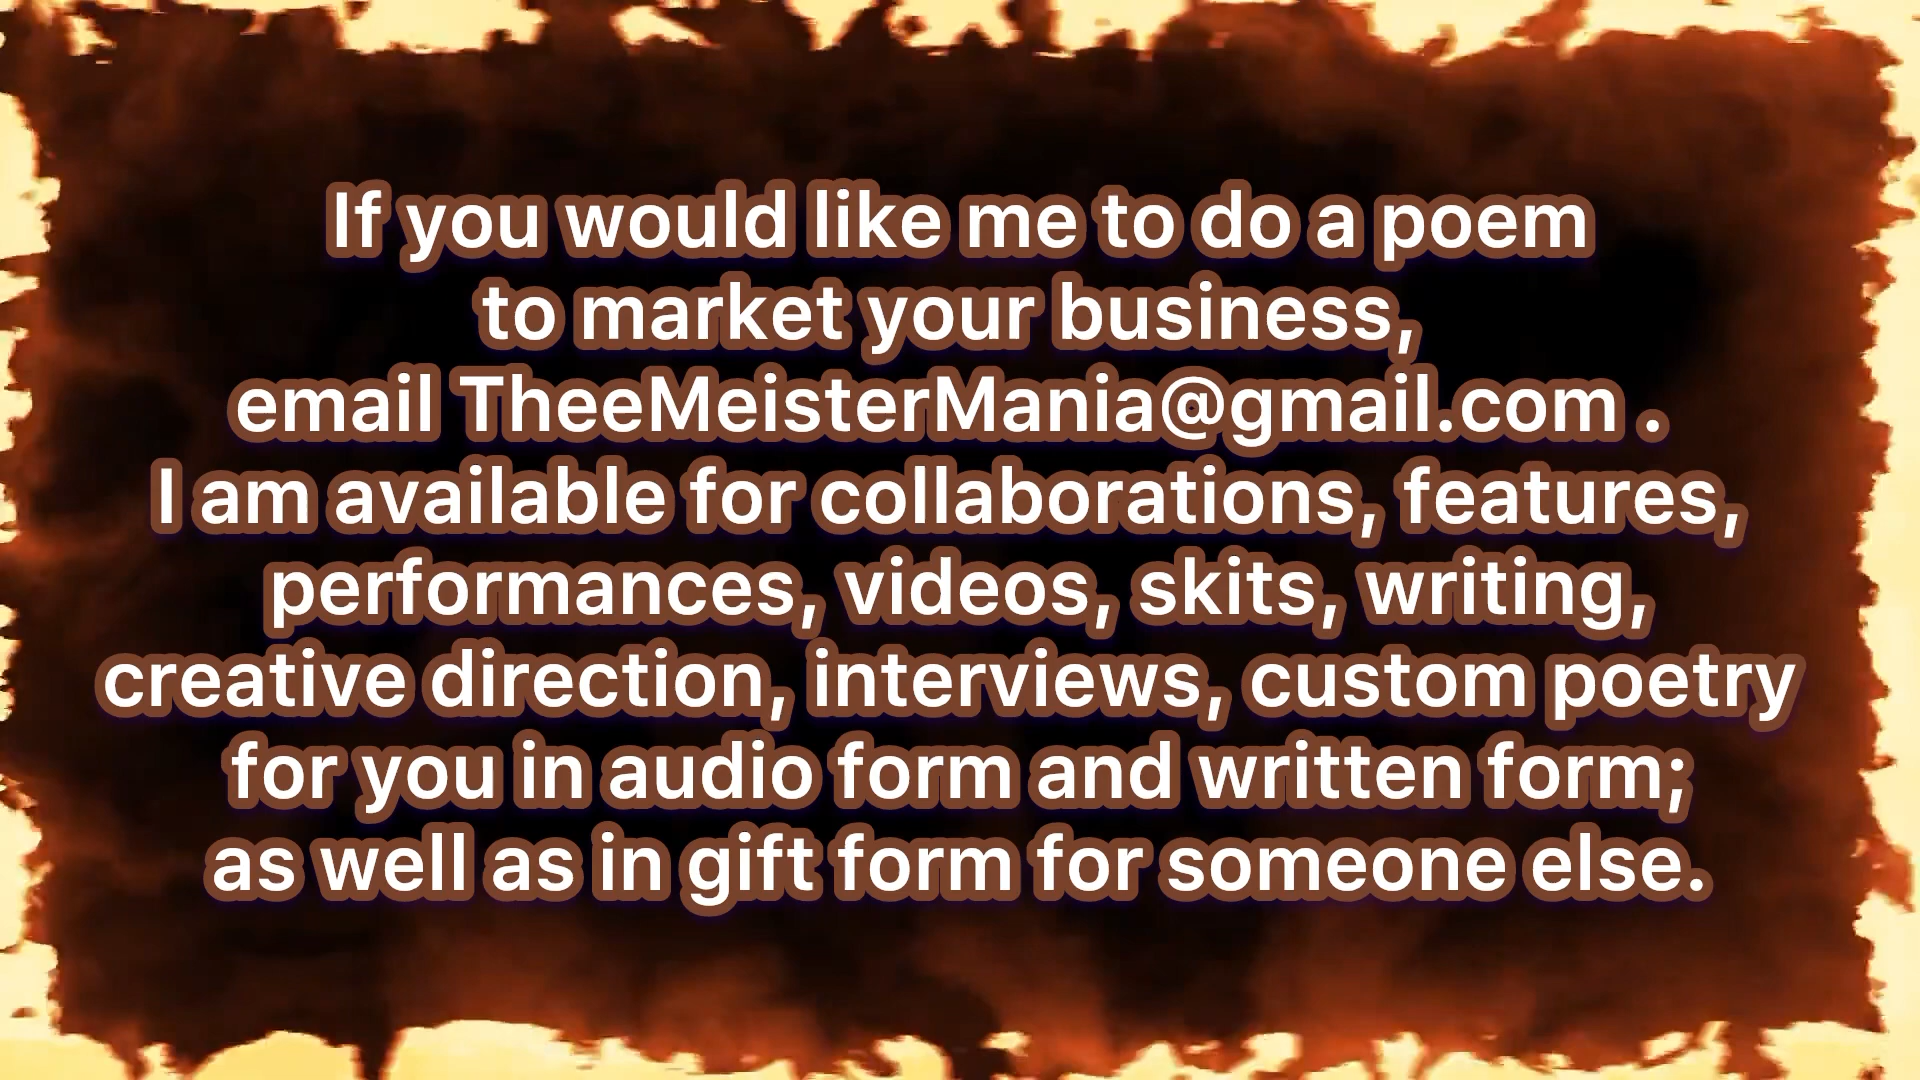 If you would like me to do a poem
to market your business,
email TheeMeisterMania@gmail.com .
I am available for collaborations, features,
performances, videos, skits, writing,
creative direction, interviews, custom poetry
for you in audio form and written form;
as well as in gift form for someone else.